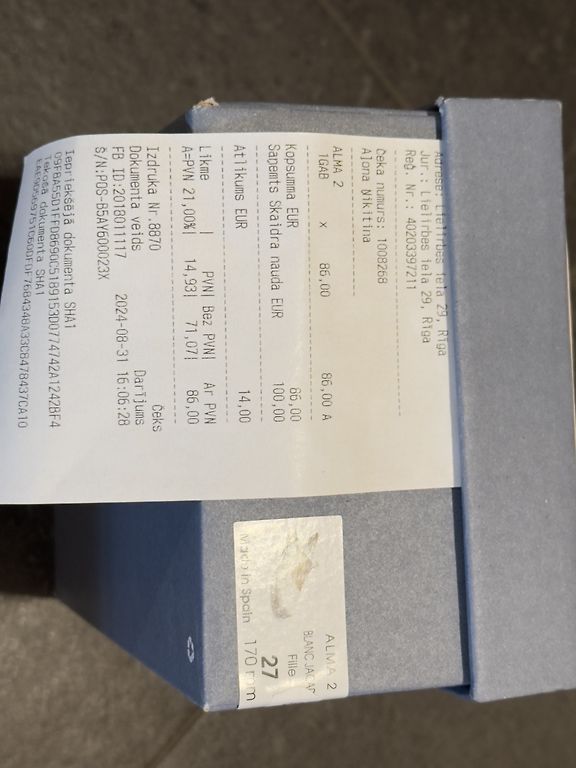 Adrese: Lielirbes iela 29, Rīga
Jur.: Lielirbes iela 29, Rīga
Reģ. Nr.: 40203397211
Čeka numurs: 1008268
Aļona Ņikitina
ALMA 2
1GAB x 86,00 86,00 A
Kopsumma EUR 86,00
Saņemts Skaidra nauda EUR 100,00
Atlikums EUR 14,00
Likme | PVN| Bez PVN| Ar PVN
A=PVN 21.00%| 14,93| 71,07| 86,00
Izdruka Nr.8870 Čeks
Dokumenta veids Darījums
FB ID:2018011117 2024-08-31 16:06:28
S/N:POS-B5AY600023X
Iepriekšējā dokumenta SHA1
Tekošā dokumenta SHA1
ALMA 2
BLANC
Fille
27
Made in Spain 170 mm